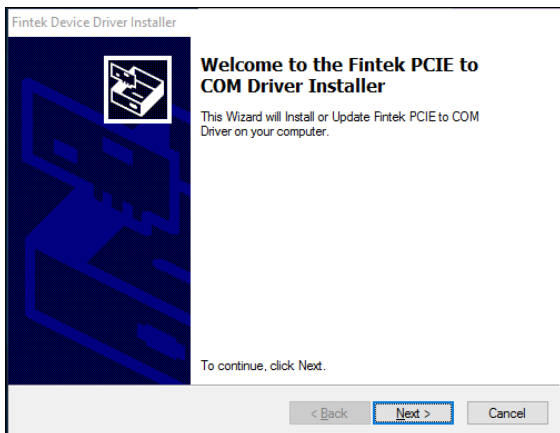 Fintek Device Driver Installer
Welcome to the Fintek PCIE to
COM Driver Installer
This Wizard will Install or Update Fintek PCIE to COM
Driver on your computer.
To continue, click Next.
< Back
Next >
Cancel